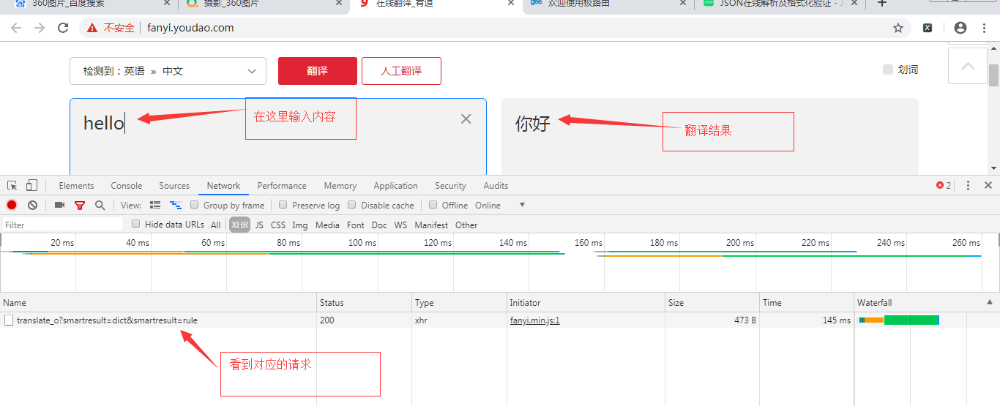 360图片_百度搜索
摄影_360图片
在线翻译_有道
欢迎使用极路由
JSON在线解析及格式化验证 - J
不安全 fanyi.youdao.com
检测到：英语 » 中文
翻译
人工翻译
划词
hello
在这里输入内容
你好
翻译结果
Elements Console Sources Network Performance Memory Application Security Audits 2
View: Group by frame Preserve log Disable cache Offline Online
Filter Hide data URLs All XHR JS CSS Img Media Font Doc WS Manifest Other
20 ms 40 ms 60 ms 80 ms 100 ms 120 ms 140 ms 160 ms 180 ms 200 ms 220 ms 240 ms 260 ms
Name Status Type Initiator Size Time Waterfall
translate_o?smartresult=dict&smartresult=rule 200 xhr fanyi.min.js:1 473 B 145 ms
看到对应的请求